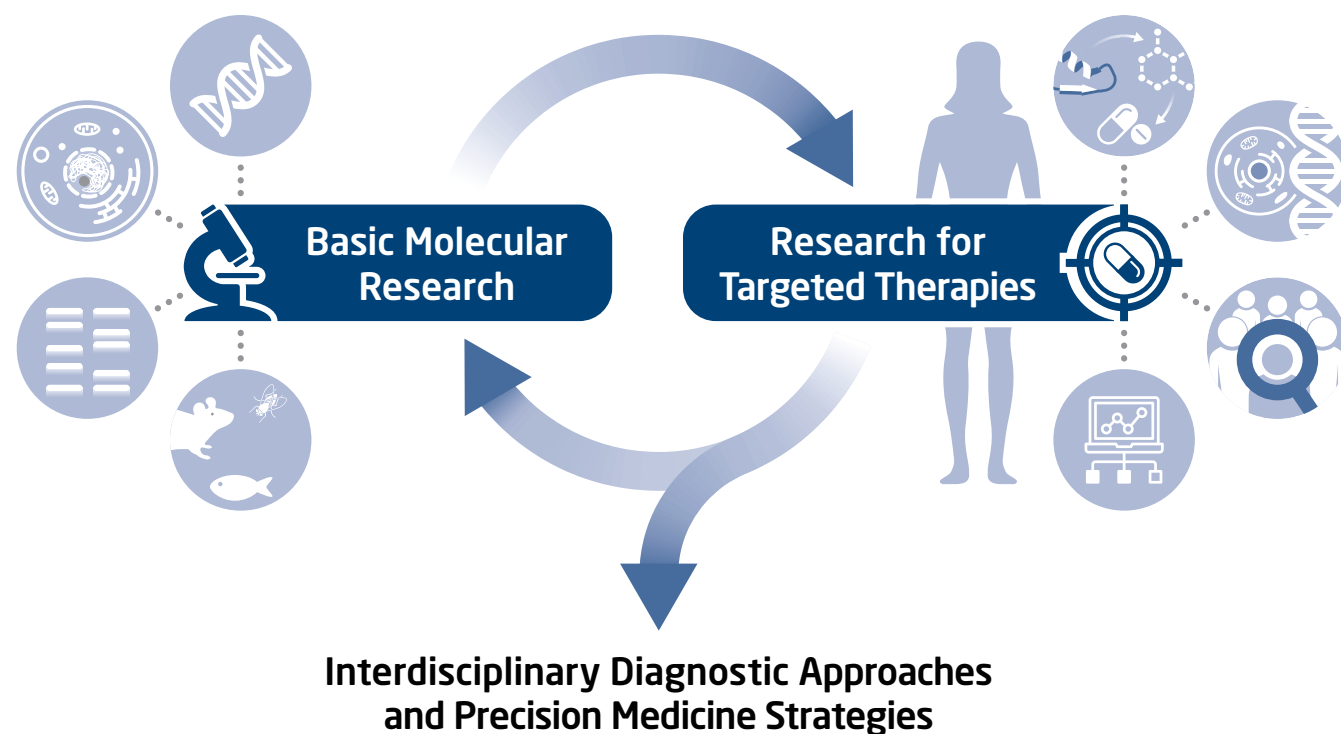 Basic Molecular
Research
Research for
Targeted Therapies
Interdisciplinary Diagnostic Approaches
and Precision Medicine Strategies